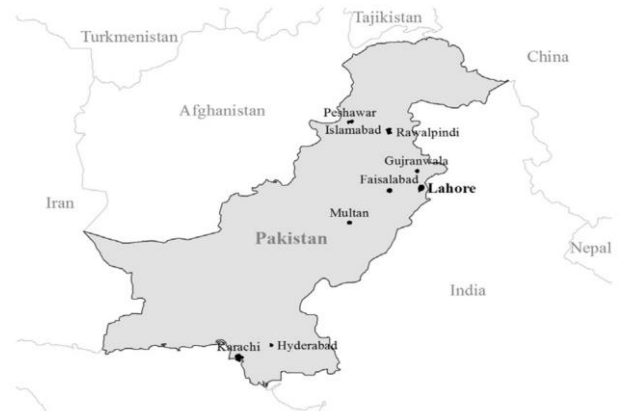 Tajikistan
Turkmenistan
China
Afghanistan
Peshawar
Islamabad
Rawalpindi
Gujranwala
Faisalabad
Lahore
Iran
Multan
Pakistan
Nepal
India
Karachi
Hyderabad